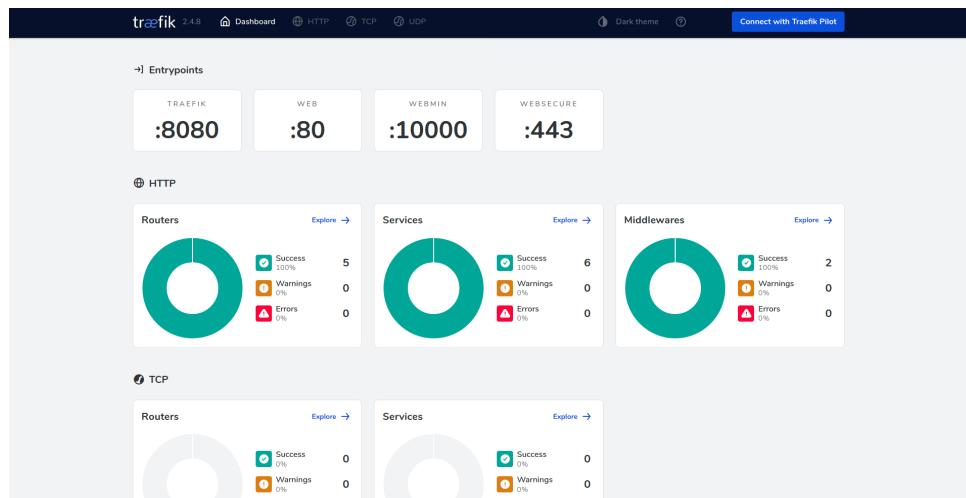 træfik 2.4.8 Dashboard HTTP TCP UDP Dark theme Connect with Traefik Pilot
Entrypoints
TRAEFIK WEB WEBMIN WEBSECURE
:8080 :80 :10000 :443
HTTP
Routers Explore → Services Explore → Middlewares Explore →
Success 5 Success 6 Success 2
100% 100% 100%
Warnings 0 Warnings 0 Warnings 0
0% 0% 0%
Errors 0 Errors 0 Errors 0
0% 0% 0%
TCP
Routers Explore → Services Explore →
Success 0 Success 0
0% 0%
Warnings 0 Warnings 0
0% 0%